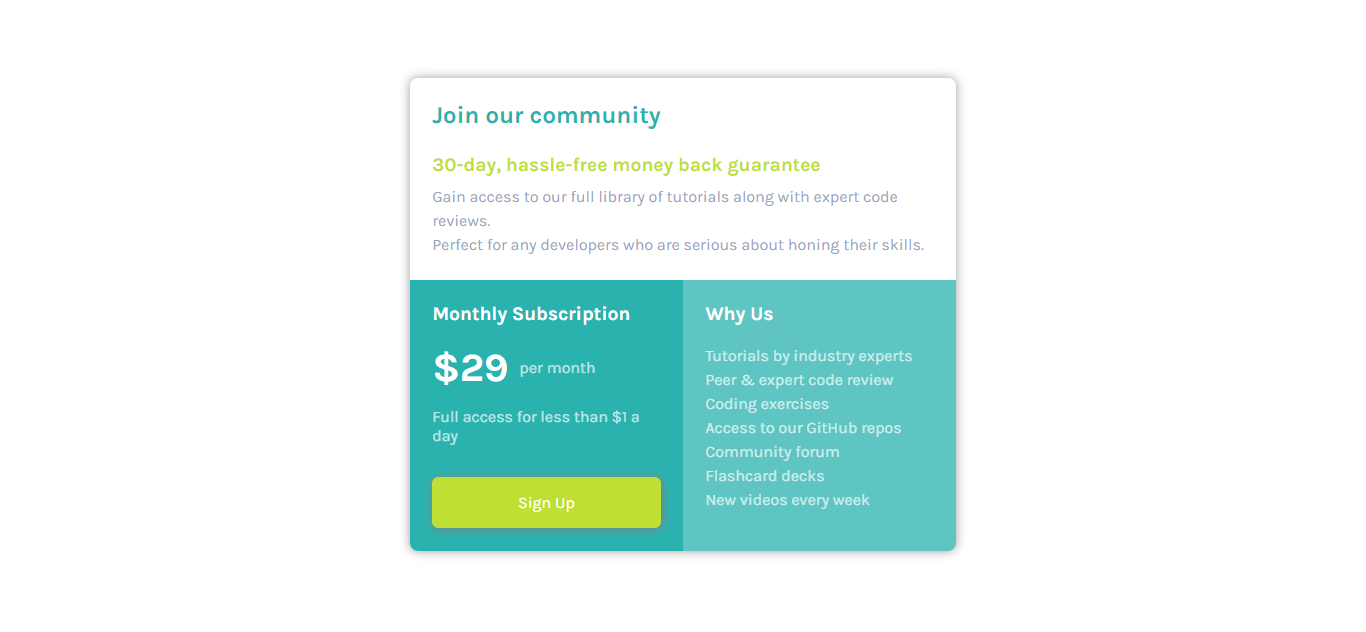 Join our community
30-day, hassle-free money back guarantee
Gain access to our full library of tutorials along with expert code
reviews.
Perfect for any developers who are serious about honing their skills.
Monthly Subscription
$29 per month
Full access for less than $1 a
day
Sign Up
Why Us
Tutorials by industry experts
Peer & expert code review
Coding exercises
Access to our GitHub repos
Community forum
Flashcard decks
New videos every week